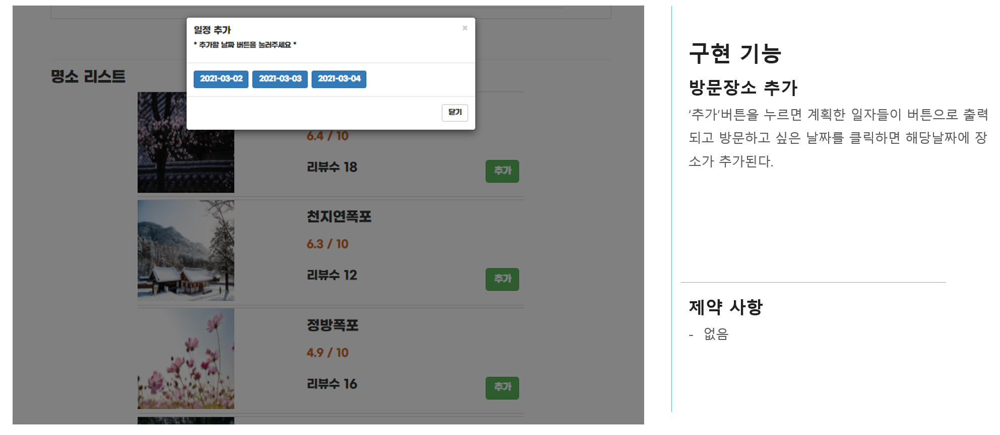 일정 추가
×
* 추가할 날짜 버튼을 눌러주세요 *
2021-03-02 2021-03-03 2021-03-04
닫기
명소 리스트
6.4 / 10
리뷰수 18
추가
천지연폭포
6.3 / 10
리뷰수 12
추가
정방폭포
4.9 / 10
리뷰수 16
추가
구현 기능
방문장소 추가
‘추가’버튼을 누르면 계획한 일자들이 버튼으로 출력
되고 방문하고 싶은 날짜를 클릭하면 해당날짜에 장
소가 추가된다.
제약 사항
- 없음